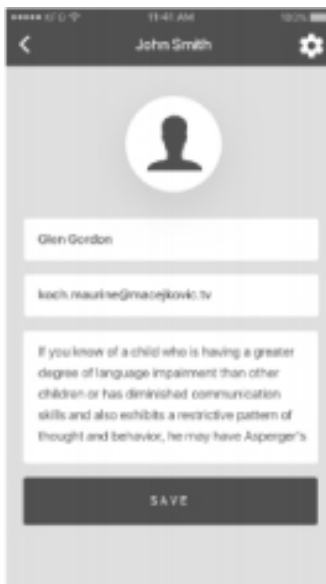 11:41 AM 100%
John Smith
Glen Gordon
koch.maurine@macejkovic.tv
If you know of a child who is having a greater
degree of language impairment than other
children or has diminished communication
skills and also exhibits a restrictive pattern of
thought and behavior, he may have Asperger's
SAVE